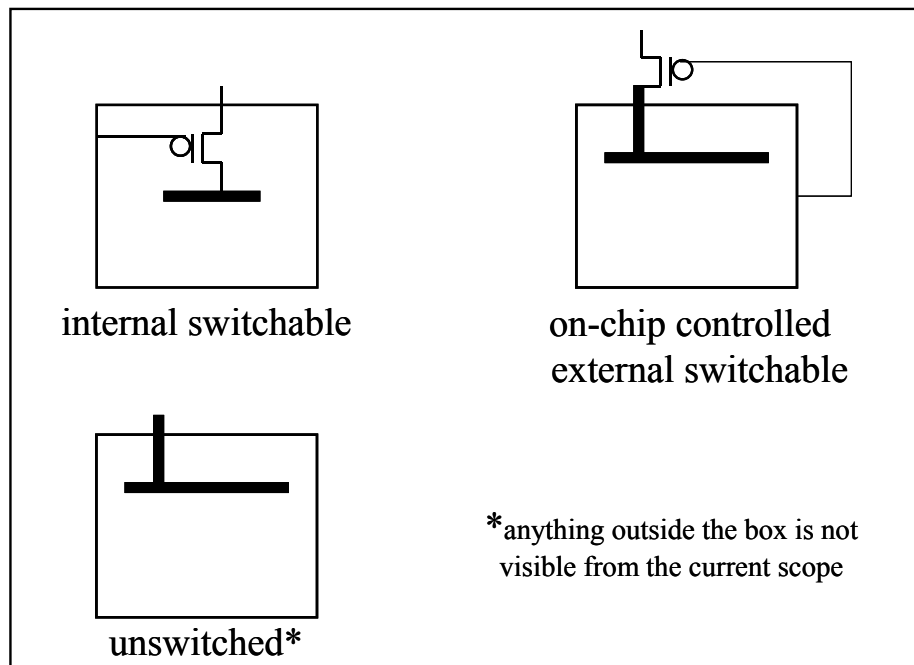 internal switchable
on-chip controlled
external switchable
unswitched*
*anything outside the box is not
visible from the current scope